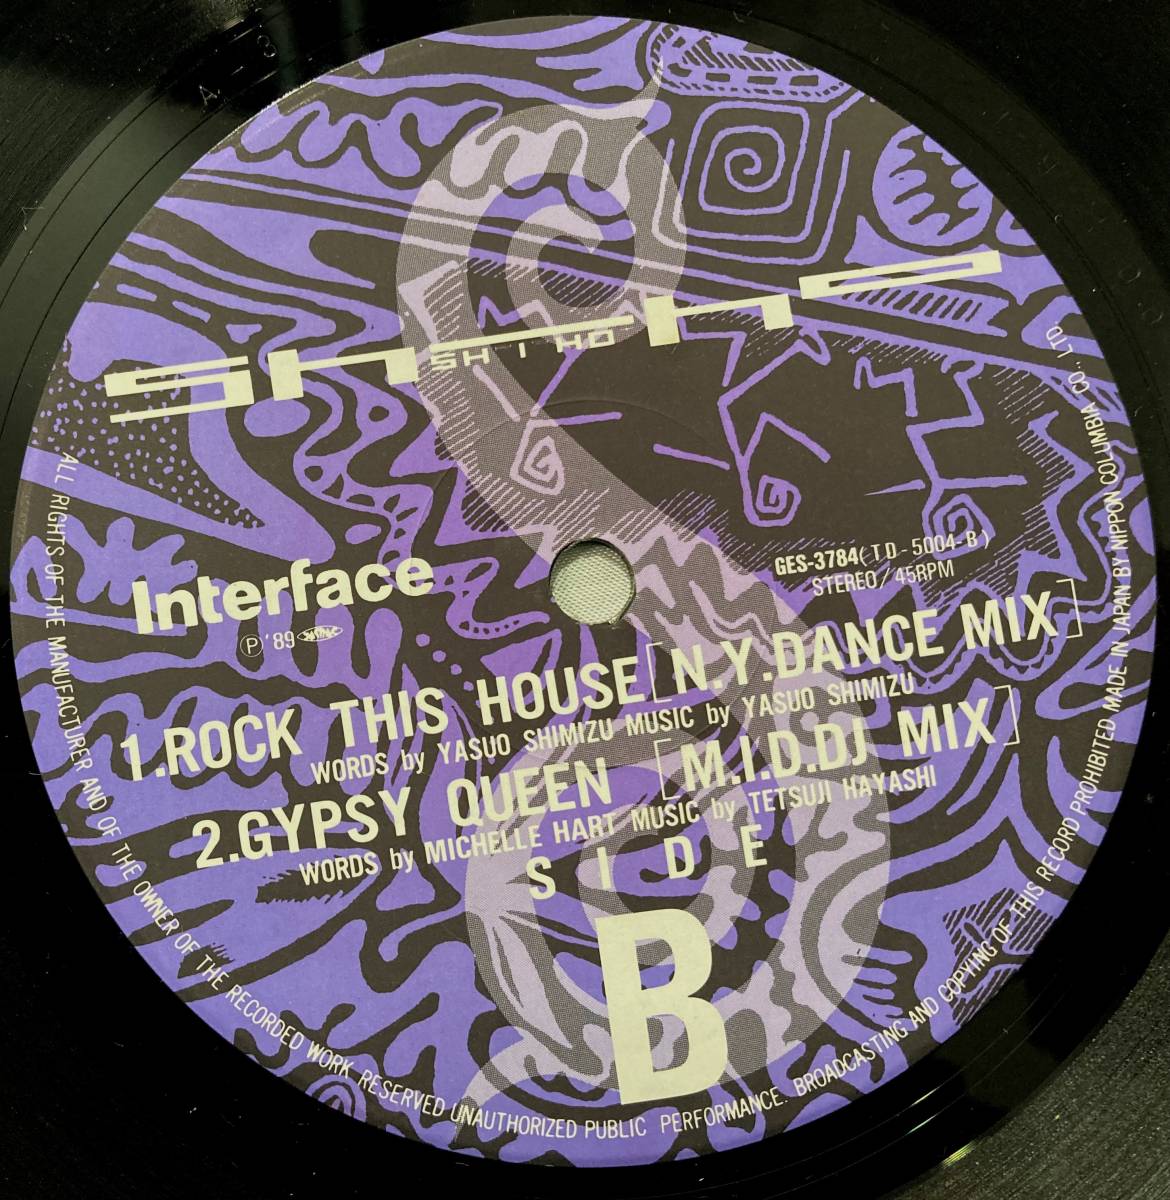 shiho
SHIHO
Interface
Ⓟ'89
GES-3784(TD-5004-B)
STEREO/45RPM
1.ROCK THIS HOUSE[N.Y.DANCE MIX]
WORDS by YASUO SHIMIZU MUSIC by YASUO SHIMIZU
2.GYPSY QUEEN [M.I.D.DJ MIX]
WORDS by MICHELLE HART MUSIC by TETSUJI HAYASHI
SIDE
B
ALL RIGHTS OF THE MANUFACTURER AND OF THE OWNER OF THE RECORDED WORK RESERVED UNAUTHORIZED PUBLIC PERFORMANCE. BROADCASTING AND COPYING OF THIS RECORD PROHIBITED MADE IN JAPAN BY NIPPON COLUMBIA CO., LTD